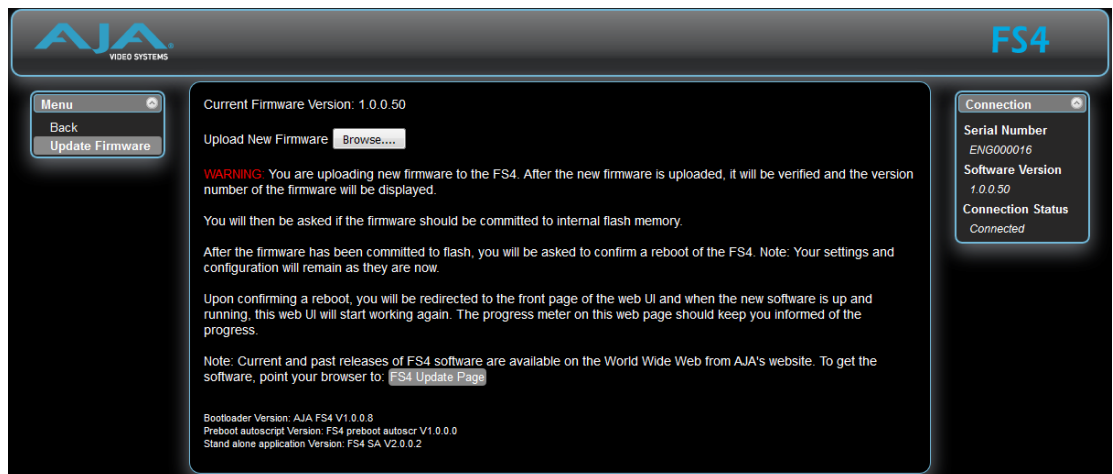 AJA
VIDEO SYSTEMS
FS4
Menu
Back
Update Firmware
Current Firmware Version: 1.0.0.50
Upload New Firmware Browse....
WARNING: You are uploading new firmware to the FS4. After the new firmware is uploaded, it will be verified and the version
number of the firmware will be displayed.
You will then be asked if the firmware should be committed to internal flash memory.
After the firmware has been committed to flash, you will be asked to confirm a reboot of the FS4. Note: Your settings and
configuration will remain as they are now.
Upon confirming a reboot, you will be redirected to the front page of the web UI and when the new software is up and
running, this web UI will start working again. The progress meter on this web page should keep you informed of the
progress.
Note: Current and past releases of FS4 software are available on the World Wide Web from AJA's website. To get the
software, point your browser to: FS4 Update Page
Bootloader Version: AJA FS4 V1.0.0.8
Preboot autoscript Version: FS4 preboot autoscr V1.0.0.0
Stand alone application Version: FS4 SA V2.0.0.2
Connection
Serial Number
ENG000016
Software Version
1.0.0.50
Connection Status
Connected